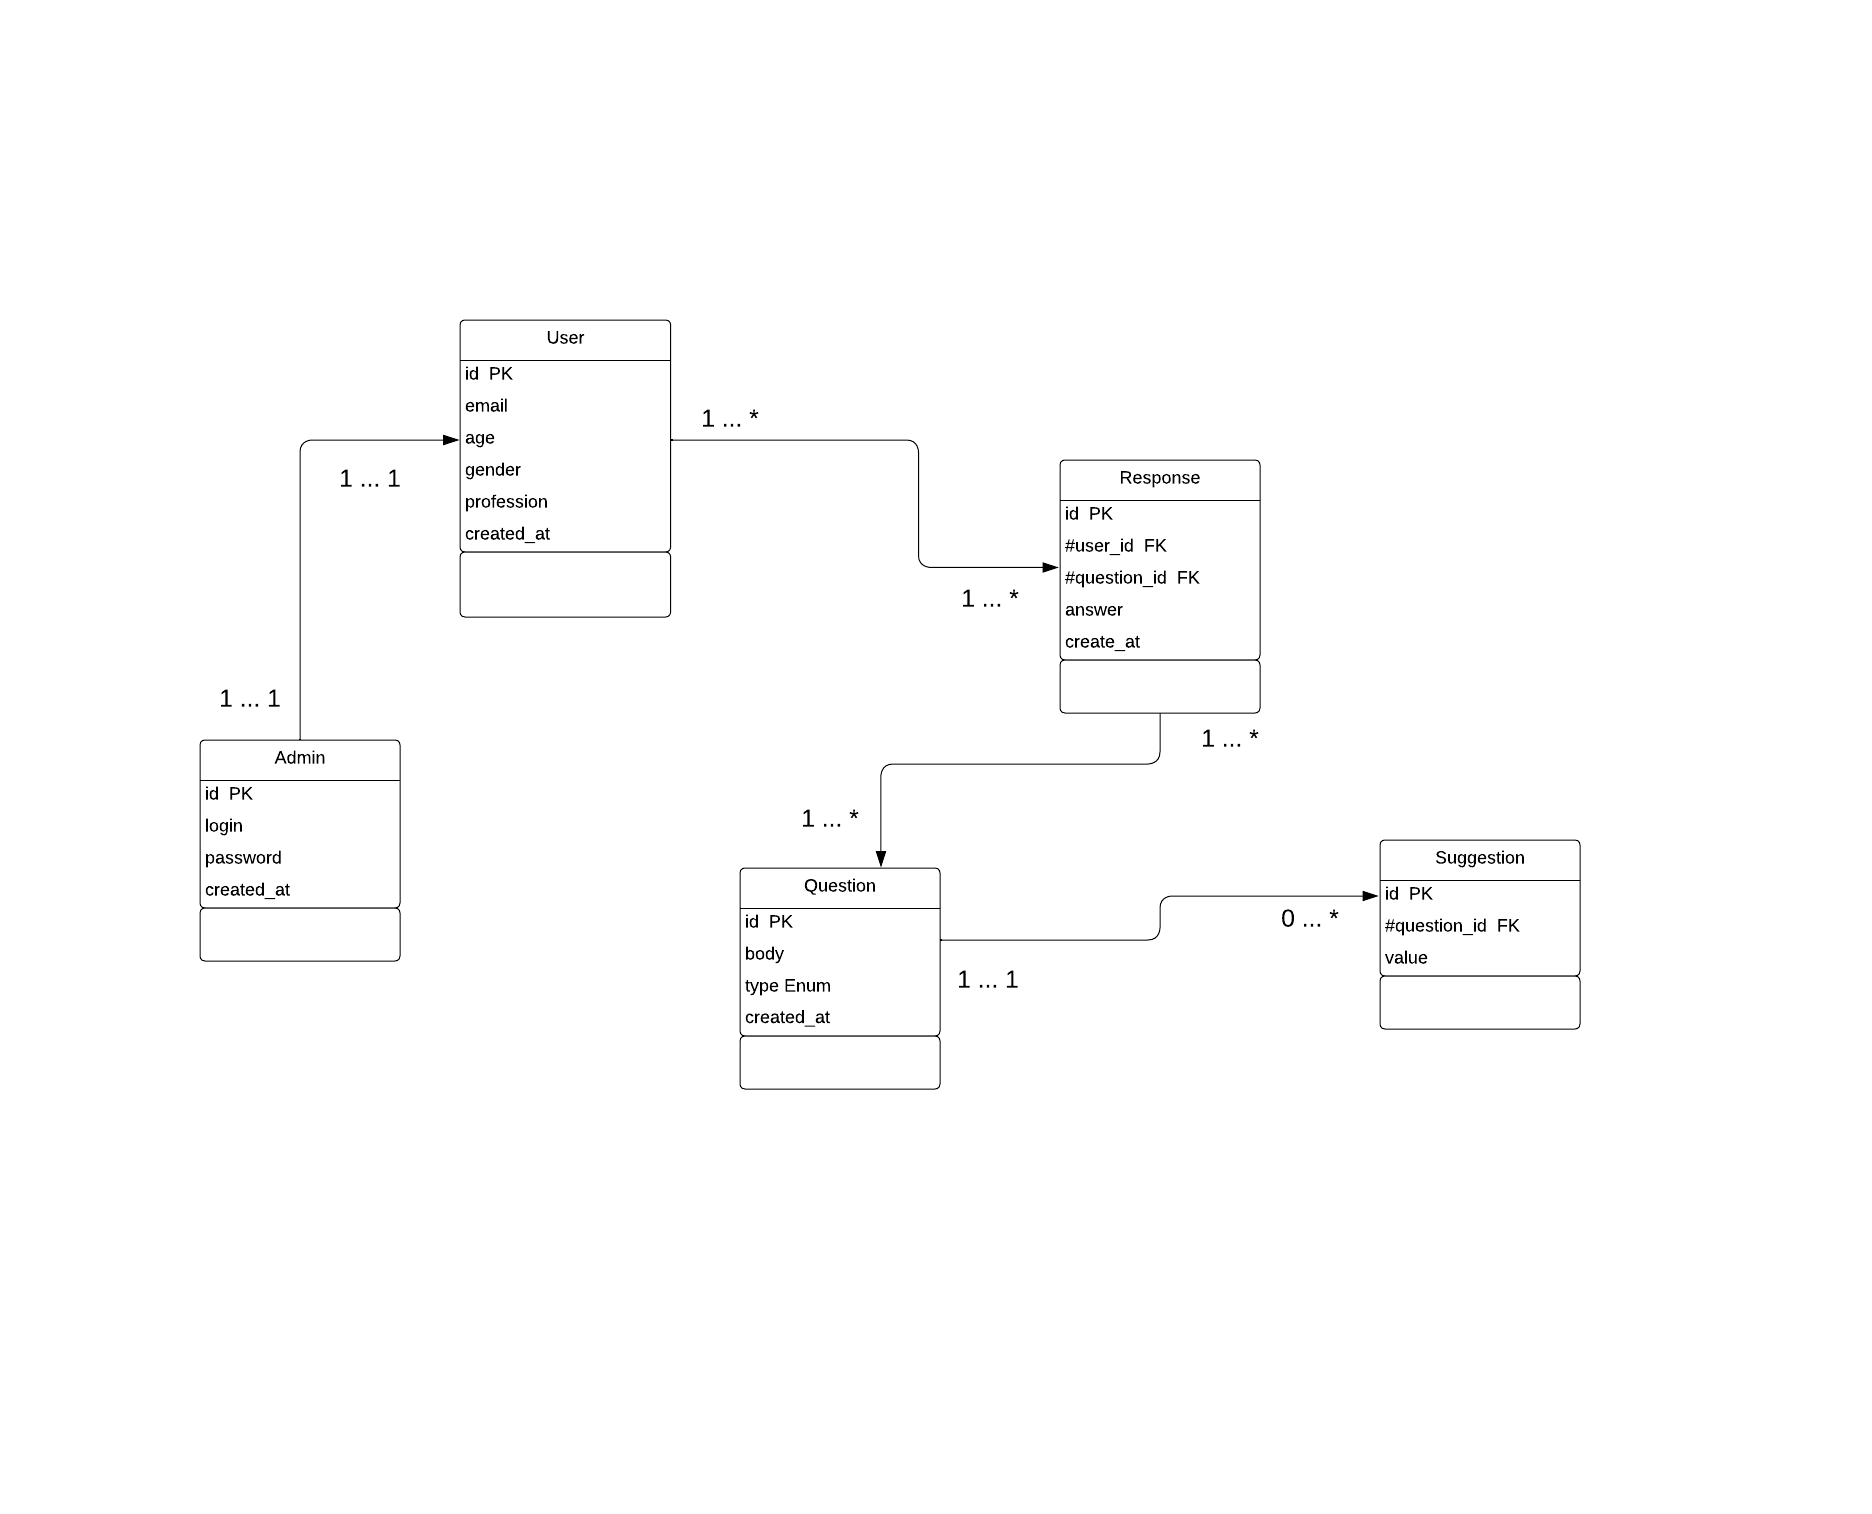 User
id  PK
email
age
gender
profession
created_at
1 ... *
1 ... 1
Response
id  PK
#user_id  FK
#question_id  FK
answer
create_at
1 ... *
1 ... 1
Admin
id  PK
login
password
created_at
1 ... *
1 ... *
Question
id  PK
body
type Enum
created_at
1 ... 1
0 ... *
Suggestion
id  PK
#question_id  FK
value